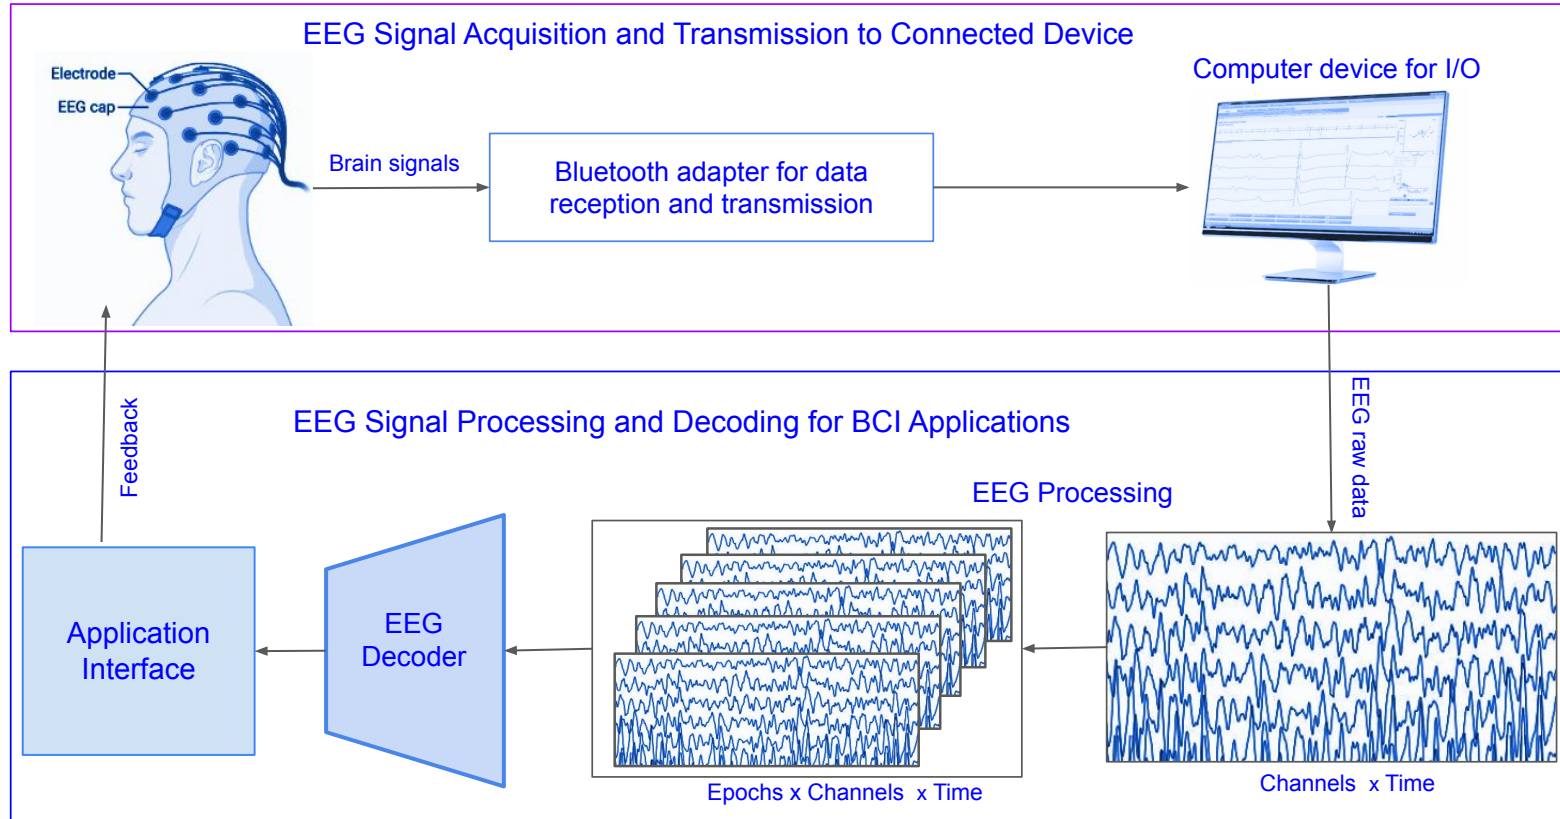 EEG Signal Acquisition and Transmission to Connected Device
Electrode
EEG cap
Brain signals
Bluetooth adapter for data
reception and transmission
Computer device for I/O
EEG raw data
Feedback
EEG Signal Processing and Decoding for BCI Applications
EEG Processing
Application
Interface
EEG
Decoder
Epochs x Channels x Time
Channels x Time